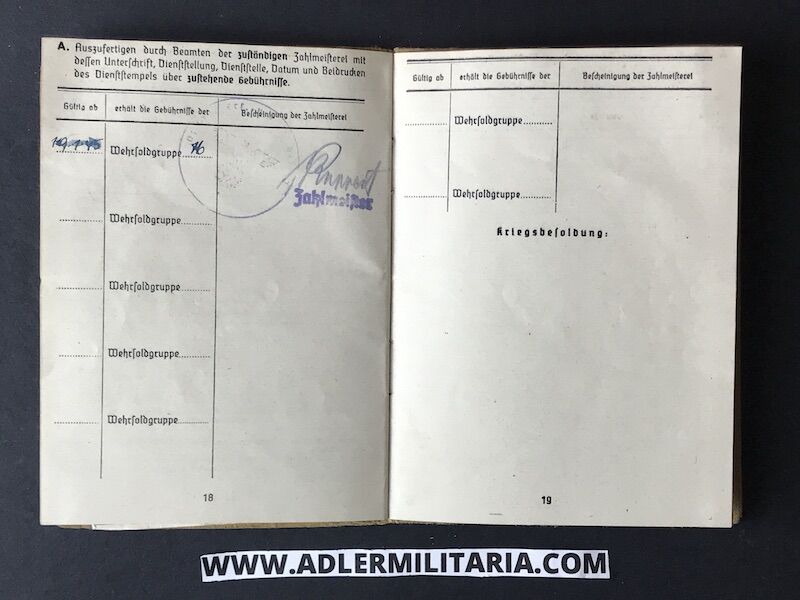 A. Auszufertigen durch Beamten der zuständigen Zahlmeisterei mit
dessen Unterschrift, Dienststellung, Dienststelle, Datum und Beidrucken
des Dienststempels über zustehende Gebührnisse.
Gültig ab erhält die Gebührnisse der Bescheinigung der Zahlmeisterei
Wehrsoldgruppe 16
Zahlmeister
Wehrsoldgruppe
Wehrsoldgruppe
Wehrsoldgruppe
Wehrsoldgruppe
18
Gültig ab erhält die Gebührnisse der Bescheinigung der Zahlmeisterei
Wehrsoldgruppe
Wehrsoldgruppe
Kriegsbesoldung:
19
WWW.ADLERMILITARIA.COM